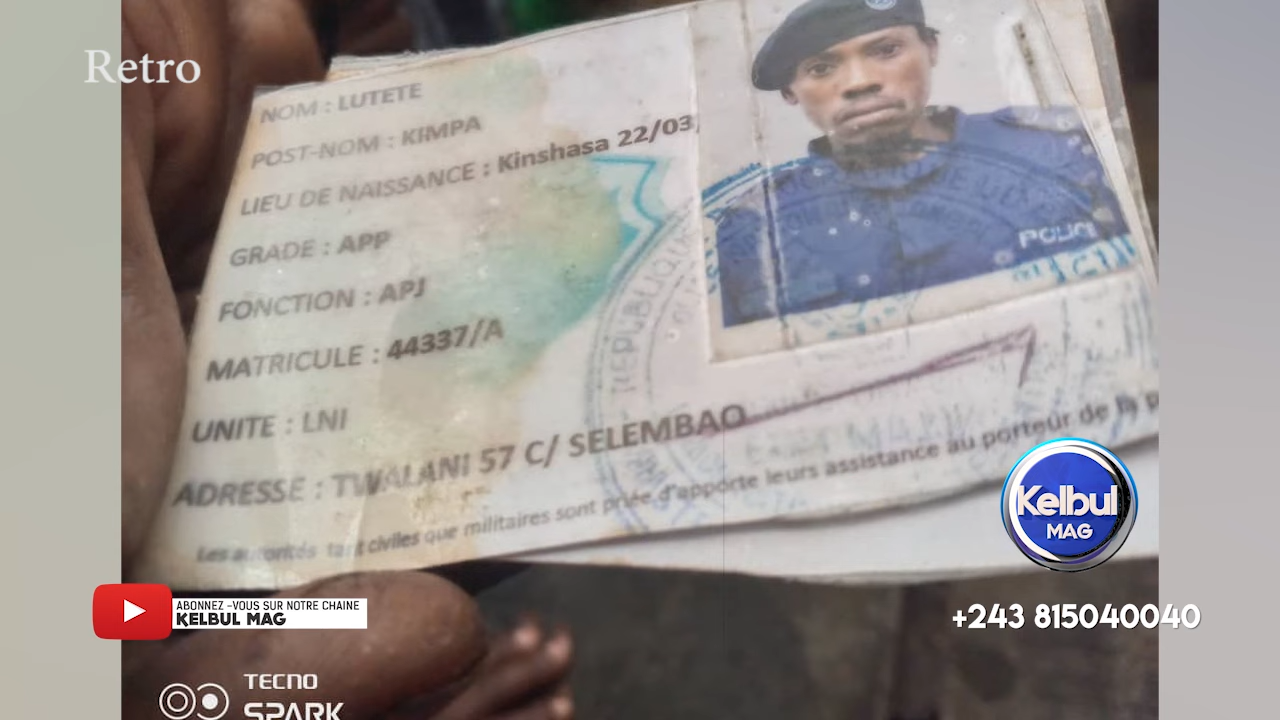 Retro
NOM : LUTETE
POST-NOM : KIMPA
LIEU DE NAISSANCE : Kinshasa 22/03
GRADE : APP
FONCTION : APJ
MATRICULE : 44337/A
UNITE : LNI
ADRESSE : TWALANI 57 C/ SELEMBAO
Les autorités tant civiles que militaires sont priée d'apporte leurs assistance au porteur de la p
POLICE
REPUBLIQUE
Kelbul
MAG
ABONNEZ -VOUS SUR NOTRE CHAINE
KELBUL MAG
+243 815040040
TECNO
SPARK